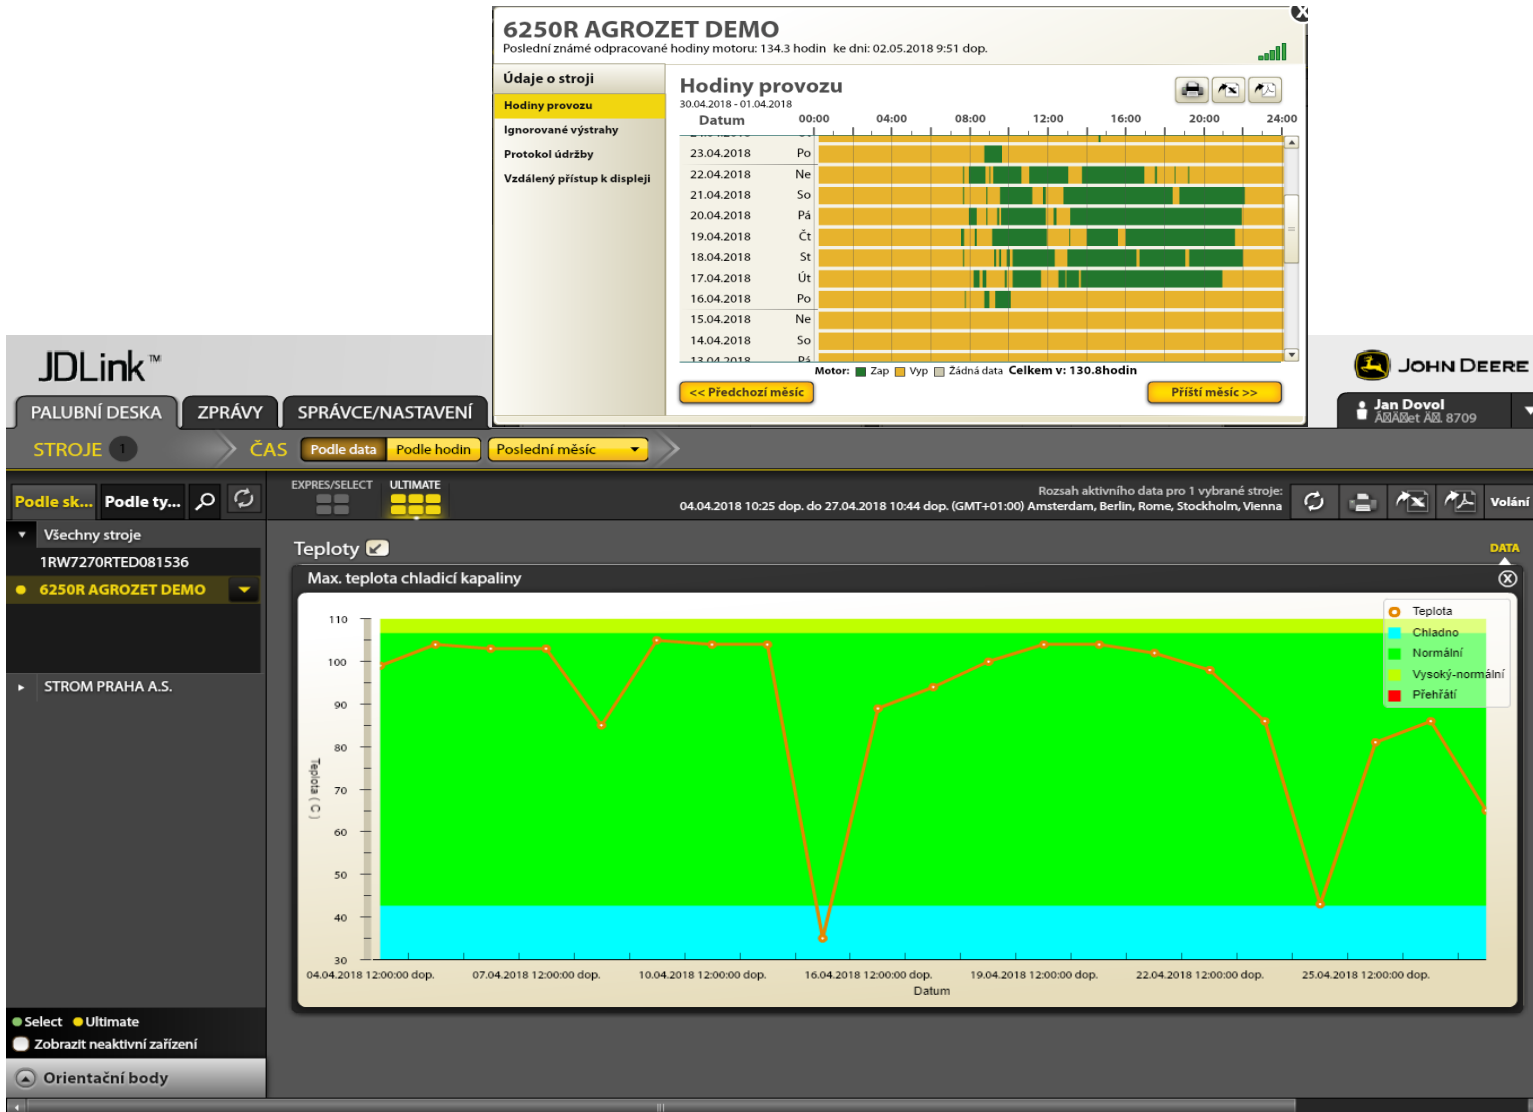 6250R AGROZET DEMO
Poslední známé odpracované hodiny motoru: 134.3 hodin ke dni: 02.05.2018 9:51 dop.
Údaje o stroji
Hodiny provozu
Ignorované výstrahy
Protokol údržby
Vzdálený přístup k displeji
Hodiny provozu
30.04.2018 - 01.04.2018
Datum 00:00 04:00 08:00 12:00 16:00 20:00 24:00
23.04.2018 Po
22.04.2018 Ne
21.04.2018 So
20.04.2018 Pá
19.04.2018 Čt
18.04.2018 St
17.04.2018 Út
16.04.2018 Po
15.04.2018 Ne
14.04.2018 So
13.04.2018 Pá
Motor: Zap Vyp Žádná data Celkem v: 130.8hodin
<< Předchozí měsíc
Příští měsíc >>
JDLink™
JOHN DEERE
PALUBNÍ DESKA ZPRÁVY SPRÁVCE/NASTAVENÍ
Jan Dovol
8709
STROJE 1 ČAS Podle data Podle hodin Poslední měsíc
Podle sk... Podle ty...
EXPRES/SELECT ULTIMATE
Rozsah aktivního data pro 1 vybrané stroje:
04.04.2018 10:25 dop. do 27.04.2018 10:44 dop. (GMT+01:00) Amsterdam, Berlin, Rome, Stockholm, Vienna
Volání
Všechny stroje
1RW7270RTED081536
6250R AGROZET DEMO
STROM PRAHA A.S.
Teploty
DATA
Max. teplota chladicí kapaliny
Teplota
Chladno
Normální
Vysoký-normální
Přehřátí
110
100
90
80
70
60
50
40
30
Teplota ( C )
04.04.2018 12:00:00 dop. 07.04.2018 12:00:00 dop. 10.04.2018 12:00:00 dop. 16.04.2018 12:00:00 dop. 19.04.2018 12:00:00 dop. 22.04.2018 12:00:00 dop. 25.04.2018 12:00:00 dop.
Datum
Select Ultimate
Zobrazit neaktivní zařízení
Orientační body